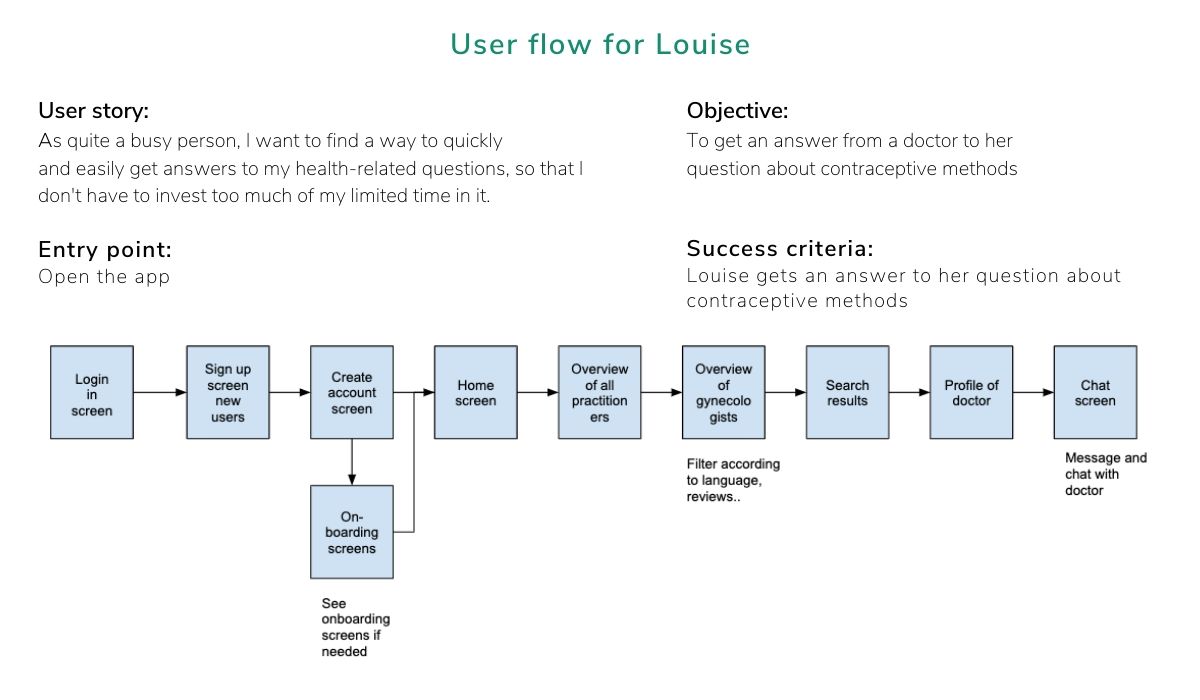 User flow for Louise
User story:
As quite a busy person, I want to find a way to quickly
and easily get answers to my health-related questions, so that I
don't have to invest too much of my limited time in it.
Objective:
To get an answer from a doctor to her
question about contraceptive methods
Entry point:
Open the app
Success criteria:
Louise gets an answer to her question about
contraceptive methods
Login
in
screen
Sign up
screen
new
users
Create
account
screen
Home
screen
Overview
of all
practition
ers
Overview
of
gynecolo
gists
Search
results
Profile of
doctor
Chat
screen
Filter according
to language,
reviews..
Message and
chat with
doctor
On-
boarding
screens
See
onboarding
screens if
needed